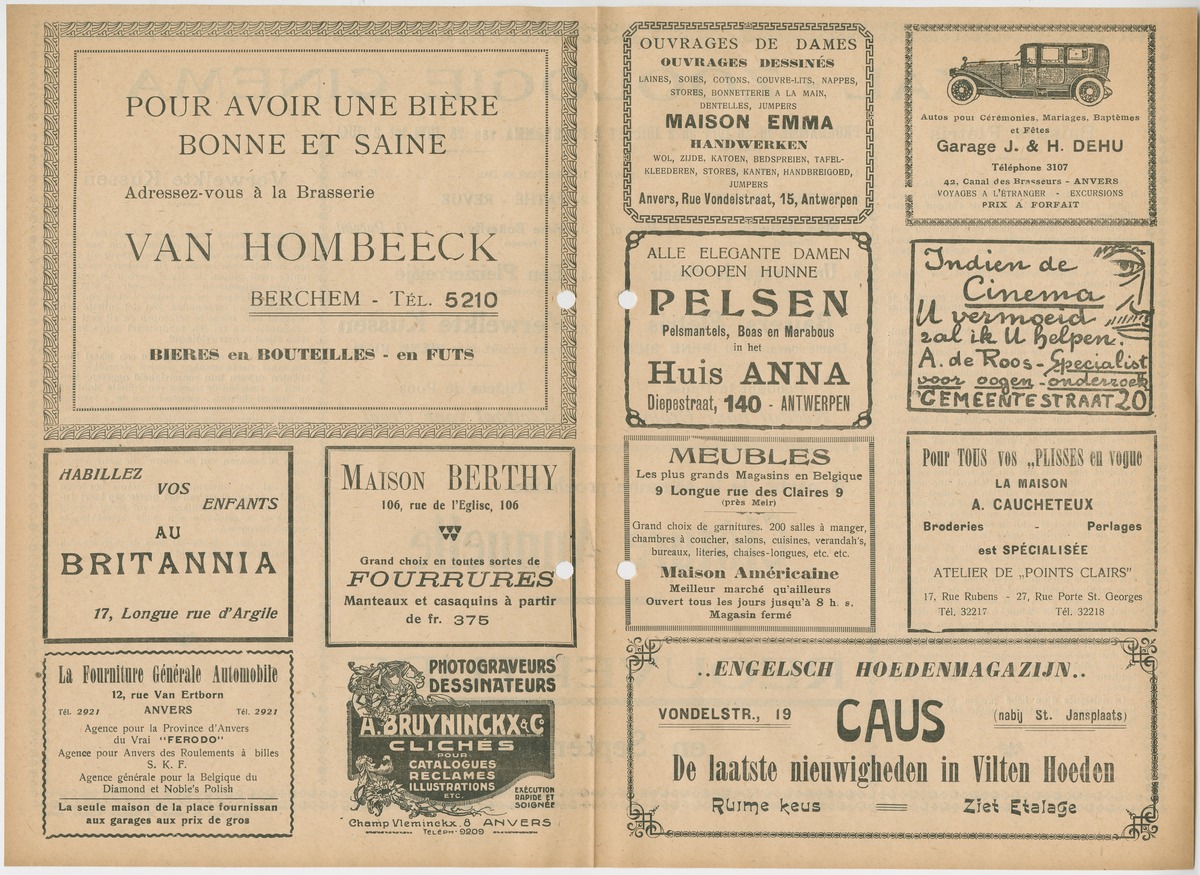 POUR AVOIR UNE BIÈRE
BONNE ET SAINE
Adressez-vous à la Brasserie
VAN HOMBEECK
BERCHEM - TÉL. 5210
BIERES en BOUTEILLES - en FUTS
HABILLEZ
VOS
ENFANTS
AU
BRITANNIA
17, Longue rue d'Argile
MAISON BERTHY
106, rue de l'Eglise, 106
Grand choix en toutes sortes de
FOURRURES
Manteaux et casaquins à partir
de fr. 375
La Fourniture Générale Automobile
12, rue Van Ertborn
Tél. 2921 ANVERS Tél. 2921
Agence pour la Province d'Anvers
du Vrai "FERODO"
Agence pour Anvers des Roulements à billes
S. K. F.
Agence générale pour la Belgique du
Diamond et Noble's Polish
La seule maison de la place fournissan
aux garages aux prix de gros
PHOTOGRAVEURS
DESSINATEURS
A. BRUYNINCKX & Co
CLICHÉS
POUR
CATALOGUES
RÉCLAMES
ILLUSTRATIONS
ETC.
EXÉCUTION
RAPIDE ET
SOIGNÉE
Champ Vleminckx. 8 ANVERS
TÉLÉPH-9209
OUVRAGES DE DAMES
OUVRAGES DESSINÉS
LAINES, SOIES, COTONS, COUVRE-LITS, NAPPES,
STORES, BONNETTERIE A LA MAIN,
DENTELLES, JUMPERS
MAISON EMMA
HANDWERKEN
WOL, ZIJDE, KATOEN, BEDSPREIEN, TAFEL-
KLEEDEREN, STORES, KANTEN, HANDBREIGOED,
JUMPERS
Anvers, Rue Vondelstraat, 15, Antwerpen
Autos pour Cérémonies, Mariages, Baptèmes
et Fêtes
Garage J. & H. DEHU
Téléphone 3107
42, Canal des Brasseurs - ANVERS
VOYAGES A L'ÉTRANGER - EXCURSIONS
PRIX A FORFAIT
ALLE ELEGANTE DAMEN
KOOPEN HUNNE
PELSEN
Pelsmantels, Boas en Marabous
in het
Huis ANNA
Diepestraat, 140 - ANTWERPEN
Indien de
Cinema
U vermoeid
zal ik U helpen.
A. de Roos - Specialist
voor oogen-onderzoek
GEMEENTESTRAAT 20
MEUBLES
Les plus grands Magasins en Belgique
9 Longue rue des Claires 9
(près Meir)
Grand choix de garnitures. 200 salles à manger,
chambres à coucher, salons, cuisines, verandah's,
bureaux, literies, chaises-longues, etc. etc.
Maison Américaine
Meilleur marché qu'ailleurs
Ouvert tous les jours jusqu'à 8 h. s.
Magasin fermé
Pour TOUS vos „PLISSES en vogue
LA MAISON
A. CAUCHETEUX
Broderies - Perlages
est SPÉCIALISÉE
ATELIER DE „POINTS CLAIRS"
17, Rue Rubens - 27, Rue Porte St. Georges
Tél. 32217 Tél. 32218
..ENGELSCH HOEDENMAGAZIJN..
VONDELSTR., 19 CAUS (nabij St. Jansplaats)
De laatste nieuwigheden in Vilten Hoeden
Ruime keus Ziet Etalage